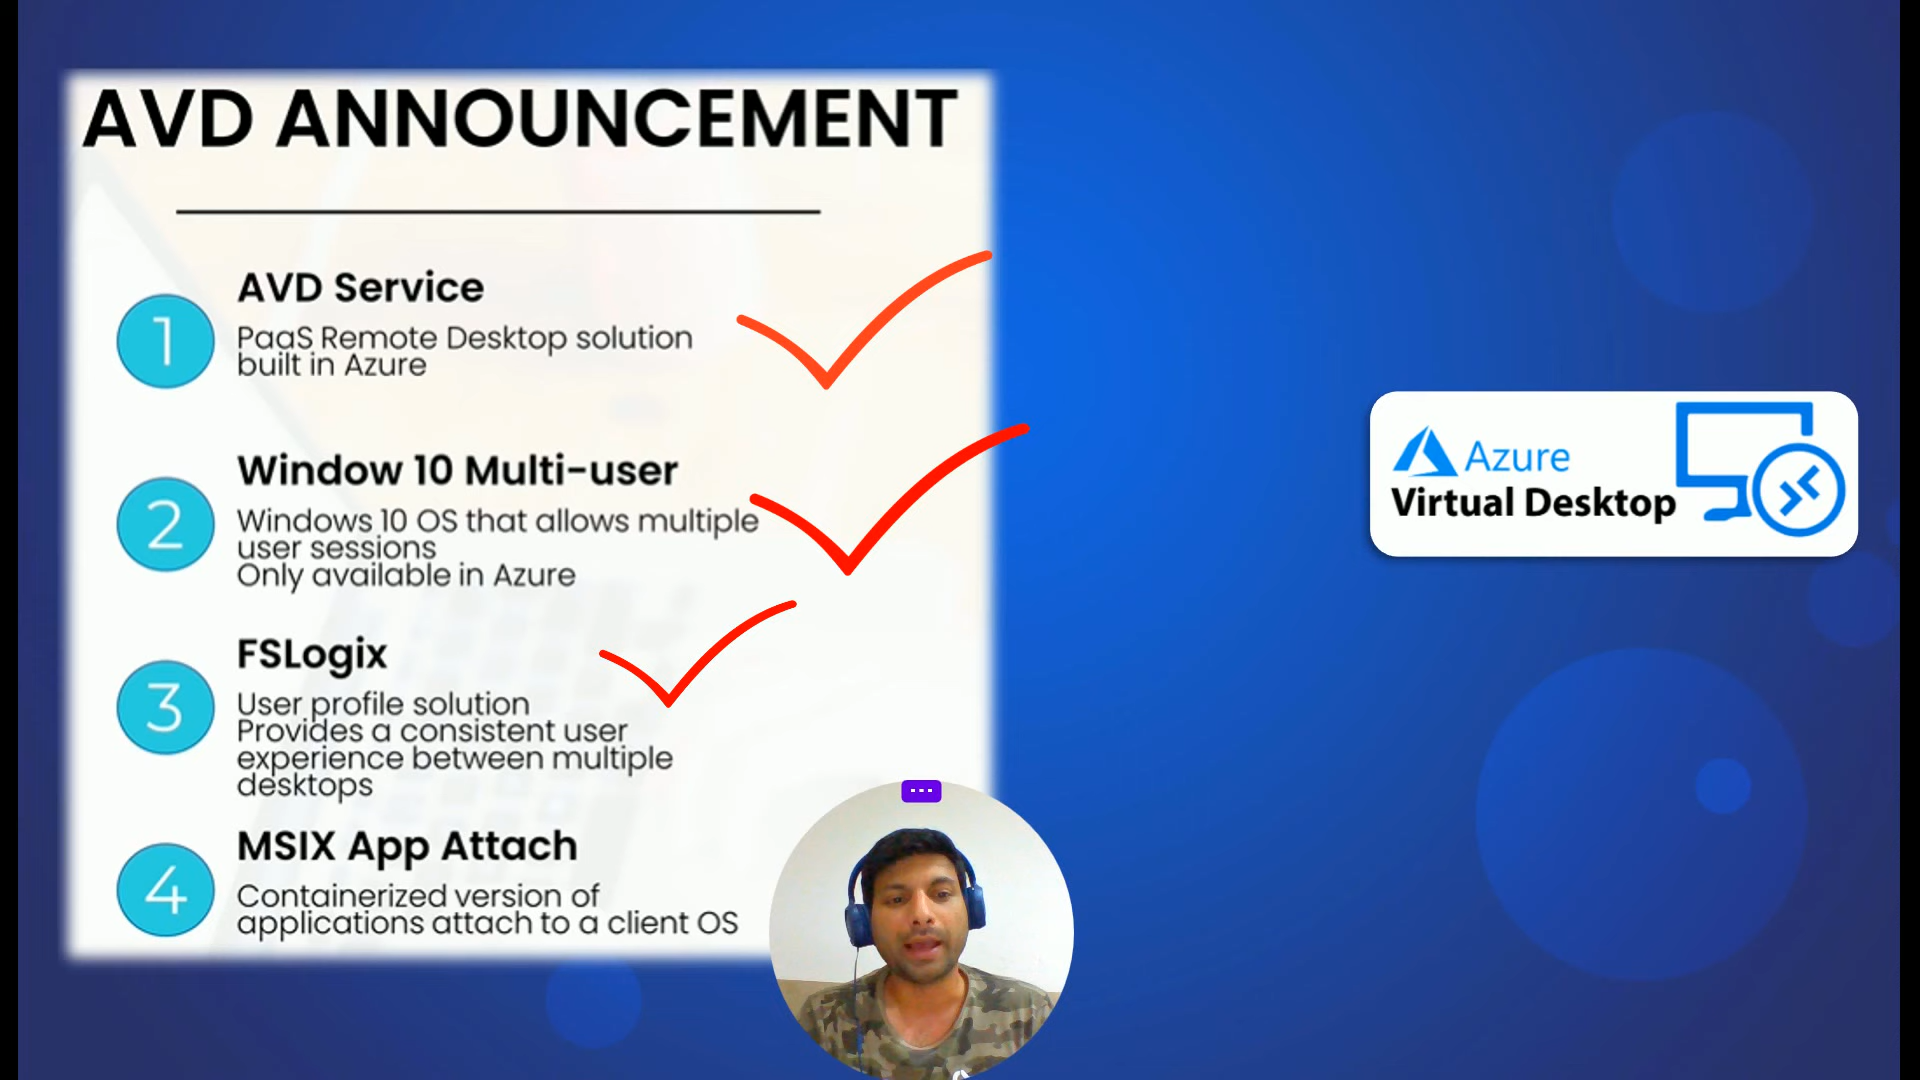 AVD ANNOUNCEMENT
1
AVD Service
PaaS Remote Desktop solution
built in Azure
2
Window 10 Multi-user
Windows 10 OS that allows multiple
user sessions
Only available in Azure
3
FSLogix
User profile solution
Provides a consistent user
experience between multiple
desktops
4
MSIX App Attach
Containerized version of
applications attach to a client OS
Azure
Virtual Desktop